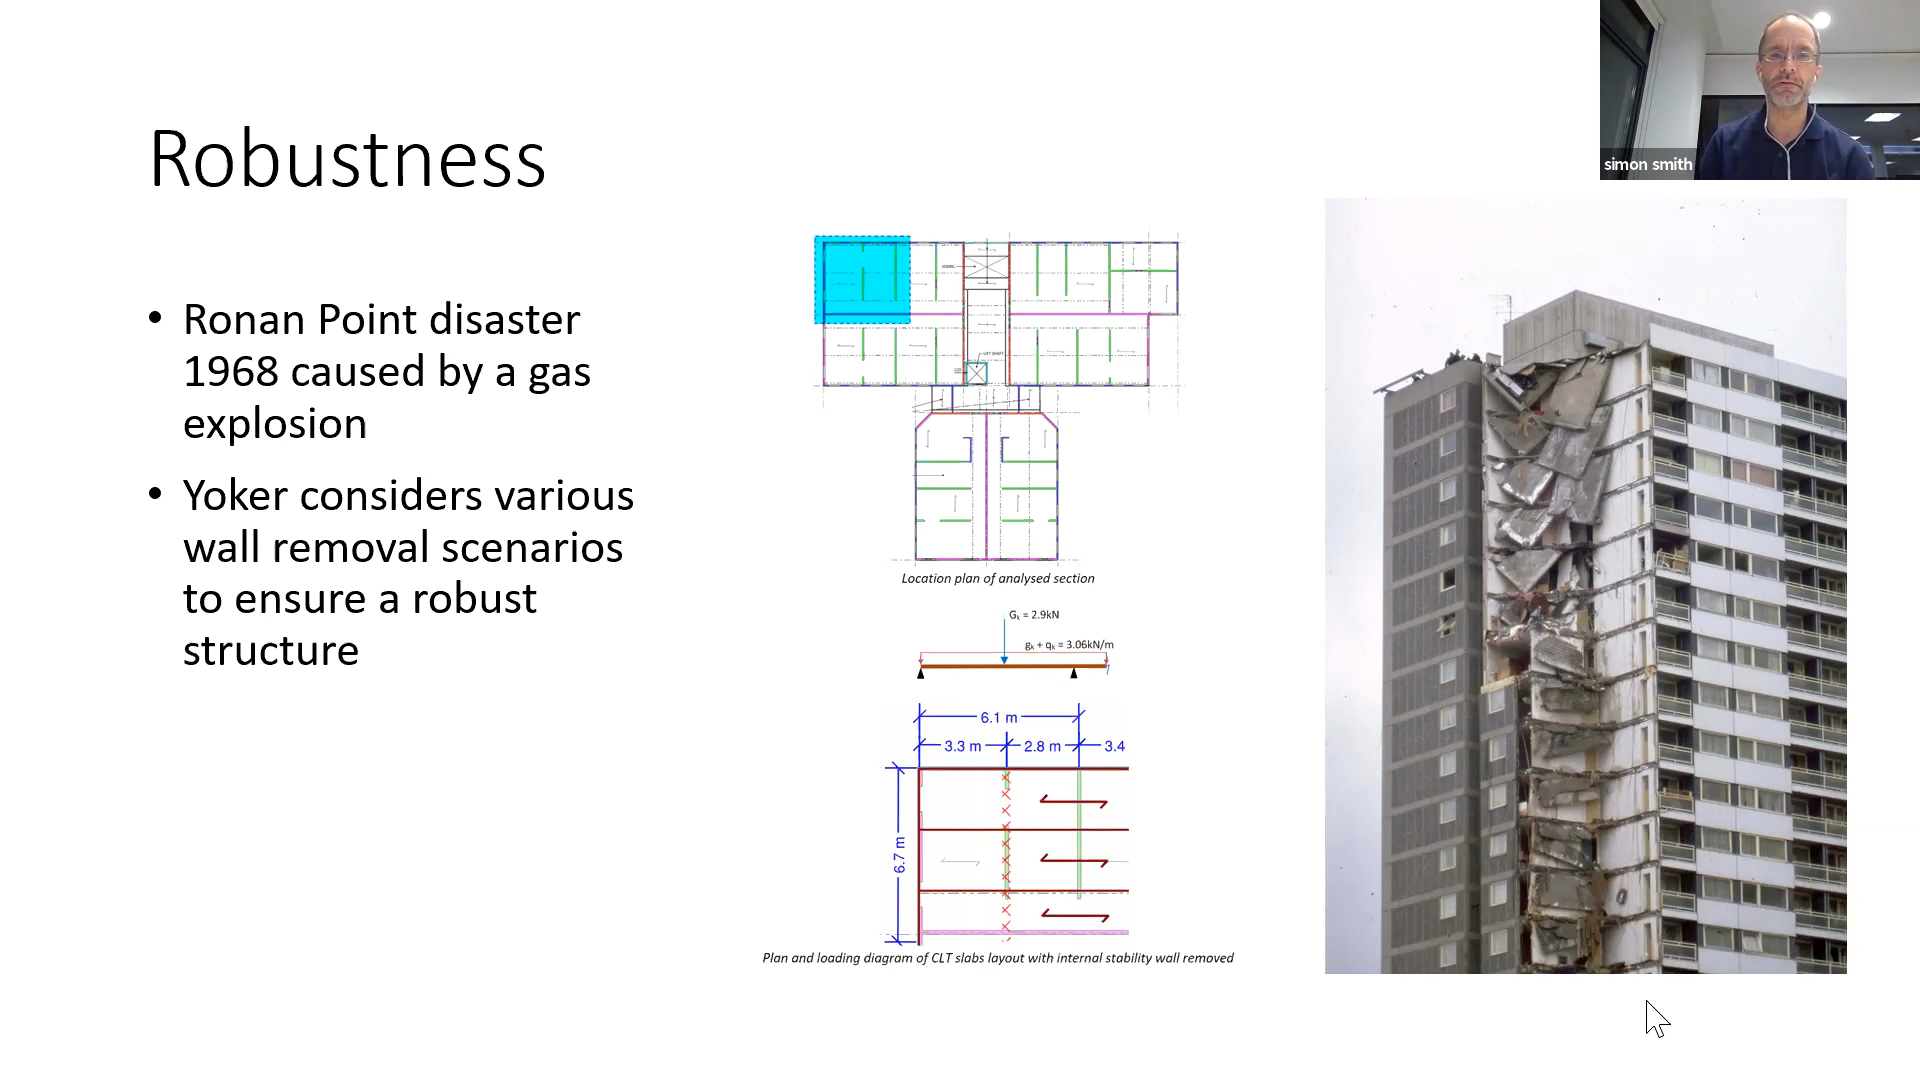 simon smith
Robustness
• Ronan Point disaster
1968 caused by a gas
explosion
• Yoker considers various
wall removal scenarios
to ensure a robust
structure
Location plan of analysed section
Gₖ = 2.9kN
gₖ + qₖ = 3.06kN/m
6.1 m
3.3 m 2.8 m 3.4
6.7 m
Plan and loading diagram of CLT slabs layout with internal stability wall removed